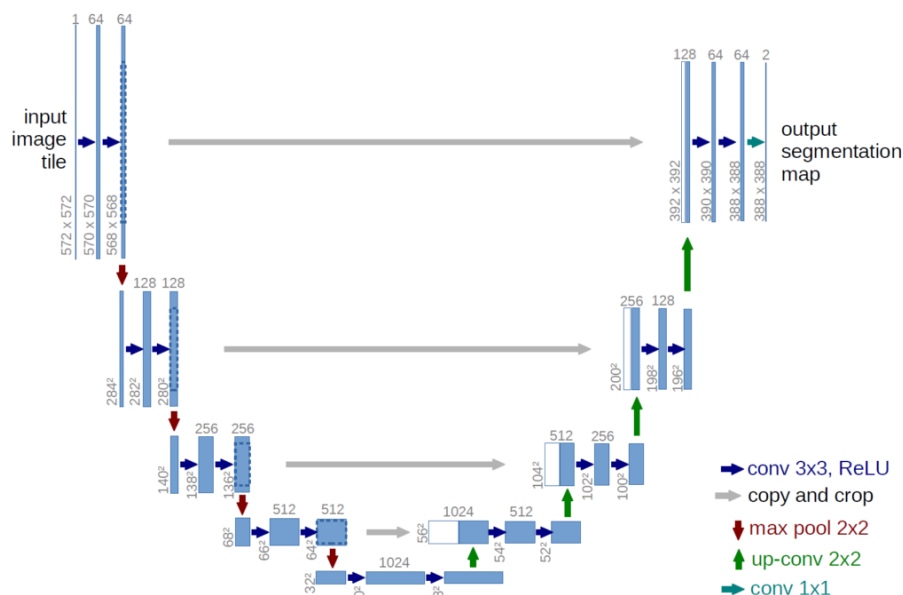 1 64 64
input
image
tile
572 x 572
570 x 570
568 x 568
128 64 64 2
output
segmentation
map
392 x 392
390 x 390
388 x 388
388 x 388
128 128
284²
282²
280²
256 128
200²
198²
196²
256 256
140²
138²
136²
512 256
104²
102²
100²
512 512
68²
66²
64²
1024 512
56²
54²
52²
1024
32²
conv 3x3, ReLU
copy and crop
max pool 2x2
up-conv 2x2
conv 1x1